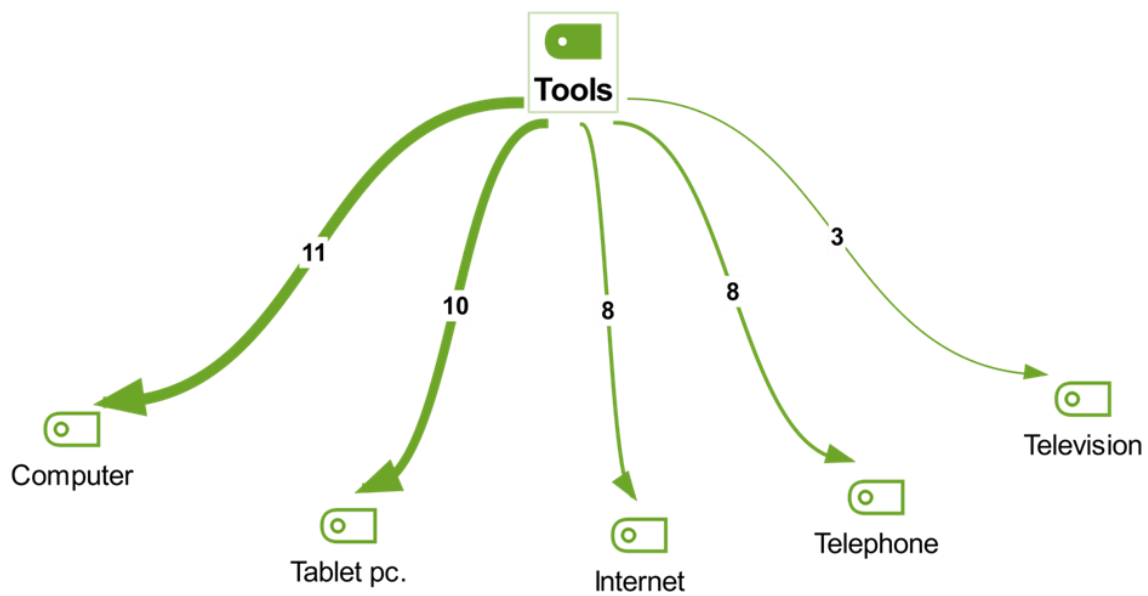 Tools
11
10
8
8
3
Computer
Tablet pc.
Internet
Telephone
Television